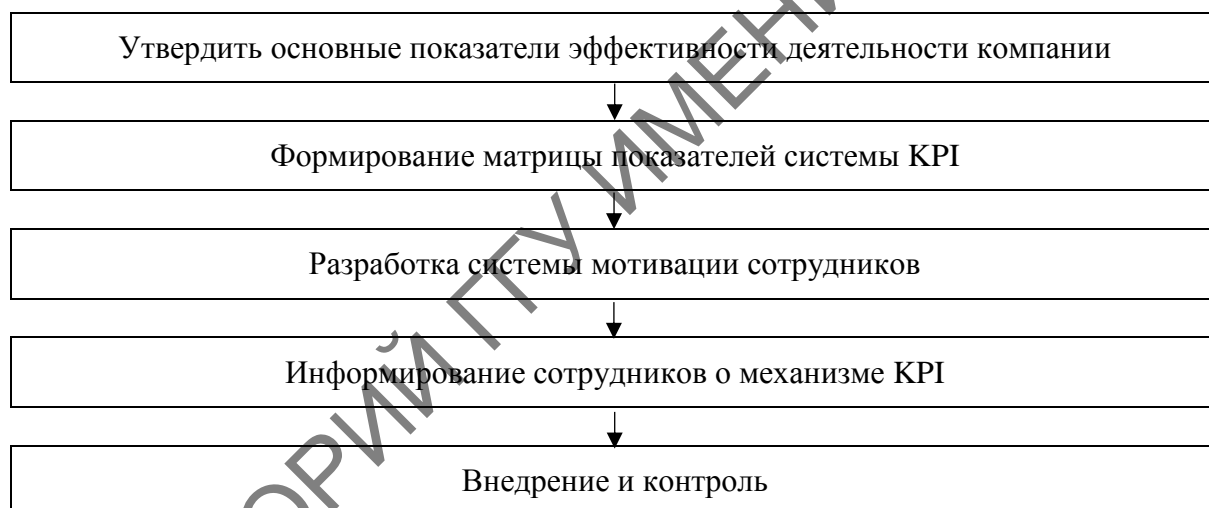 Утвердить основные показатели эффективности деятельности компании
Формирование матрицы показателей системы KPI
Разработка системы мотивации сотрудников
Информирование сотрудников о механизме KPI
Внедрение и контроль
ГГУ